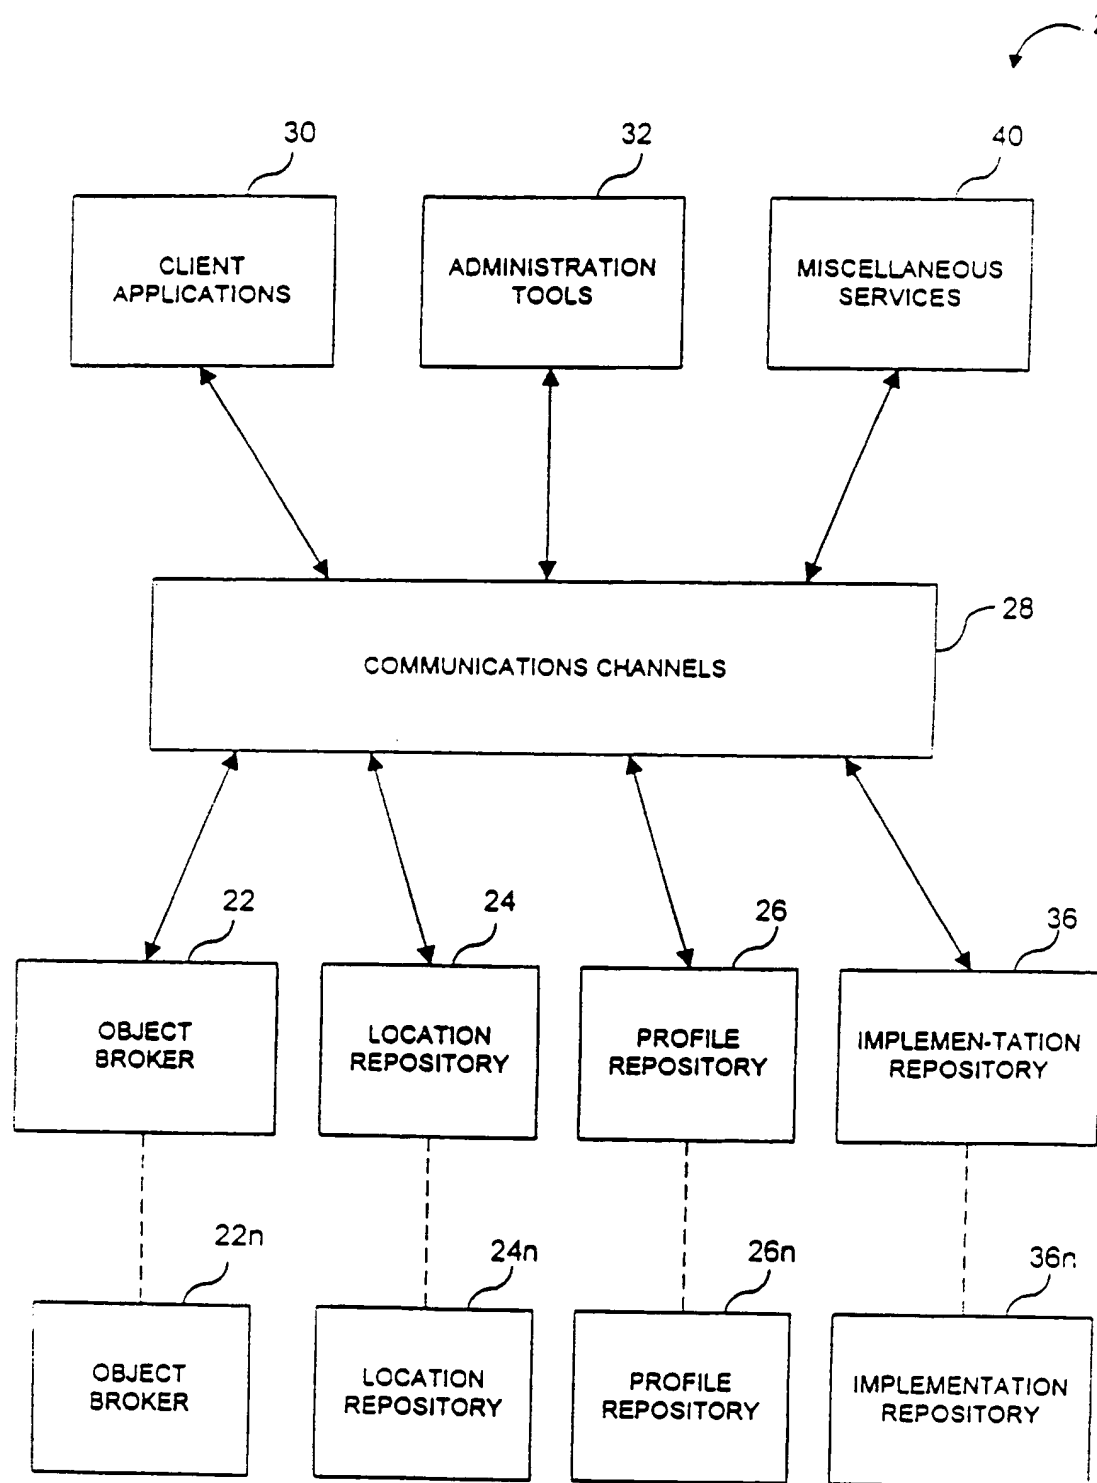 30
32
40
CLIENT
APPLICATIONS
ADMINISTRATION
TOOLS
MISCELLANEOUS
SERVICES
28
COMMUNICATIONS CHANNELS
22
24
26
36
OBJECT
BROKER
LOCATION
REPOSITORY
PROFILE
REPOSITORY
IMPLEMEN-TATION
REPOSITORY
22n
24n
26n
36n
OBJECT
BROKER
LOCATION
REPOSITORY
PROFILE
REPOSITORY
IMPLEMENTATION
REPOSITORY